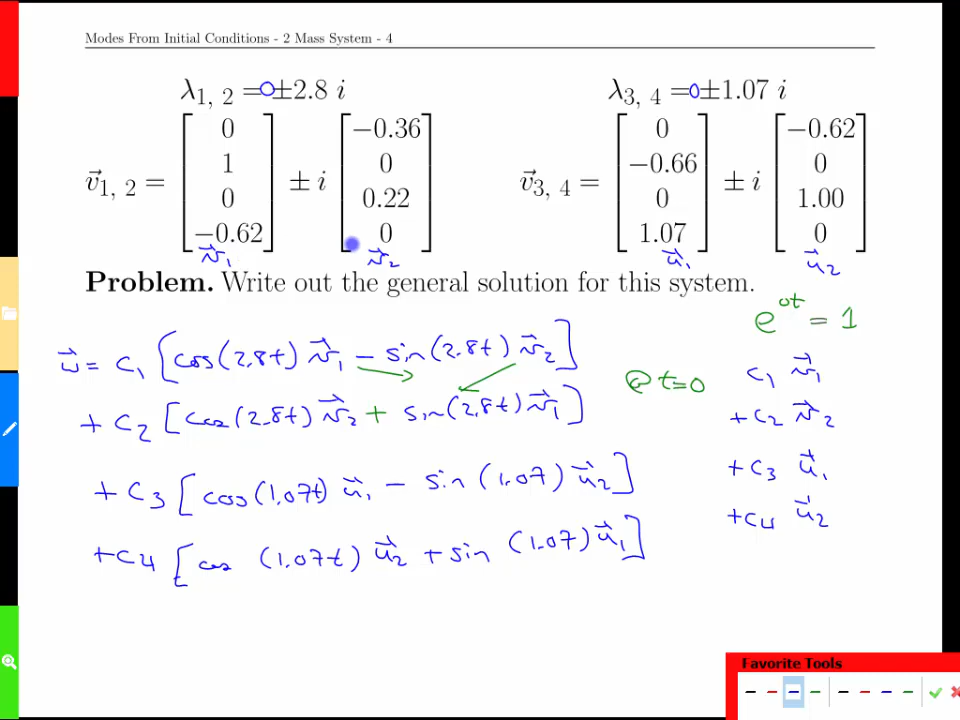 Modes From Initial Conditions - 2 Mass System - 4
λ1, 2 = 0 ±2.8 i
λ3, 4 = 0 ±1.07 i
v⃗1, 2 = [0 1 0 −0.62] ± i [−0.36 0 0.22 0]
v⃗3, 4 = [0 −0.66 0 1.07] ± i [−0.62 0 1.00 0]
v⃗1 v⃗2 u⃗1 u⃗2
Problem. Write out the general solution for this system.
e^0t = 1
w⃗ = c1 [cos(2.8t) v⃗1 − sin(2.8t) v⃗2]
+ c2 [cos(2.8t) v⃗2 + sin(2.8t) v⃗1]
+ c3 [cos(1.07t) u⃗1 − sin(1.07) u⃗2]
+ c4 [cos (1.07t) u⃗2 + sin (1.07) u⃗1]
@ t=0
c1 v⃗1
+ c2 v⃗2
+ c3 u⃗1
+ c4 u⃗2
Favorite Tools